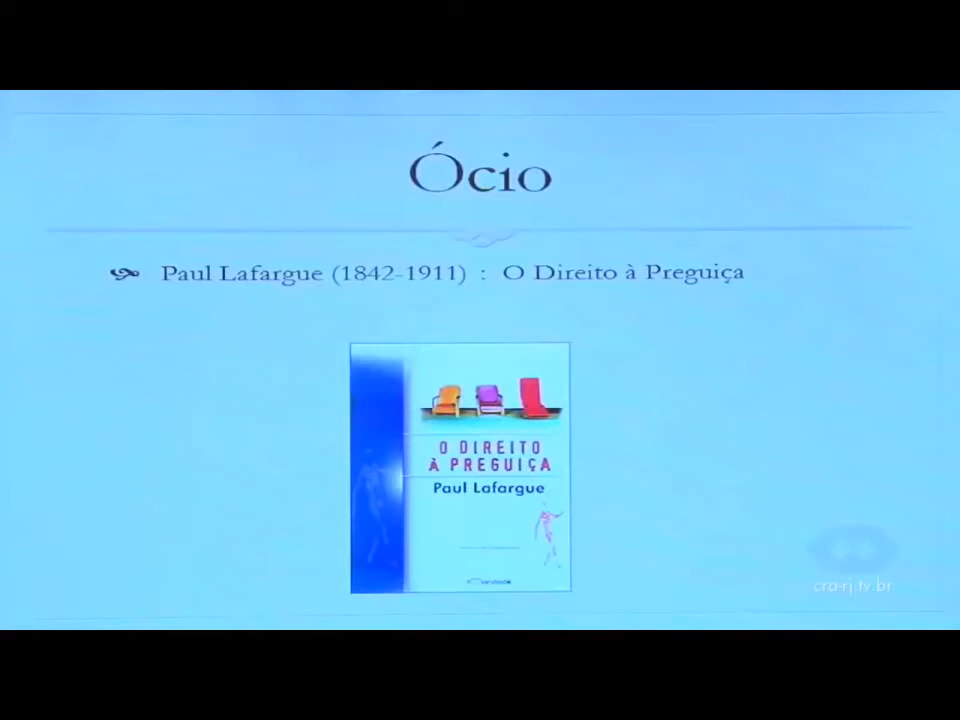 Ócio
Paul Lafargue (1842-1911) : O Direito à Preguiça
O DIREITO
À PREGUIÇA
Paul Lafargue
cra-rj.tv.br